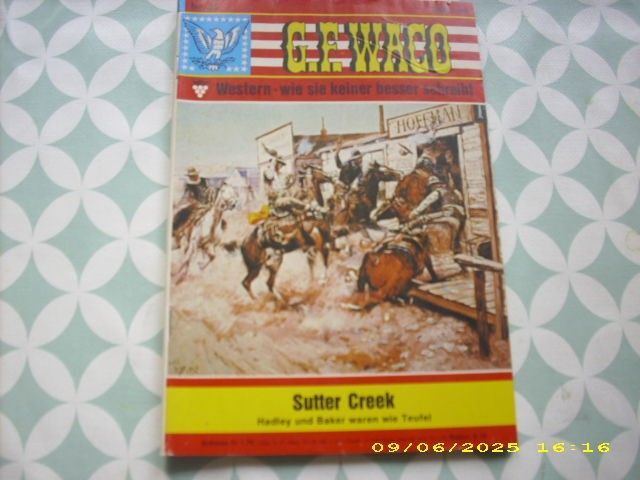 G.F. WACO
Western - wie sie keiner besser schreibt
HOFFMAN
Sutter Creek
Hadley und Baker waren wie Teufel
09/06/2025 16:16